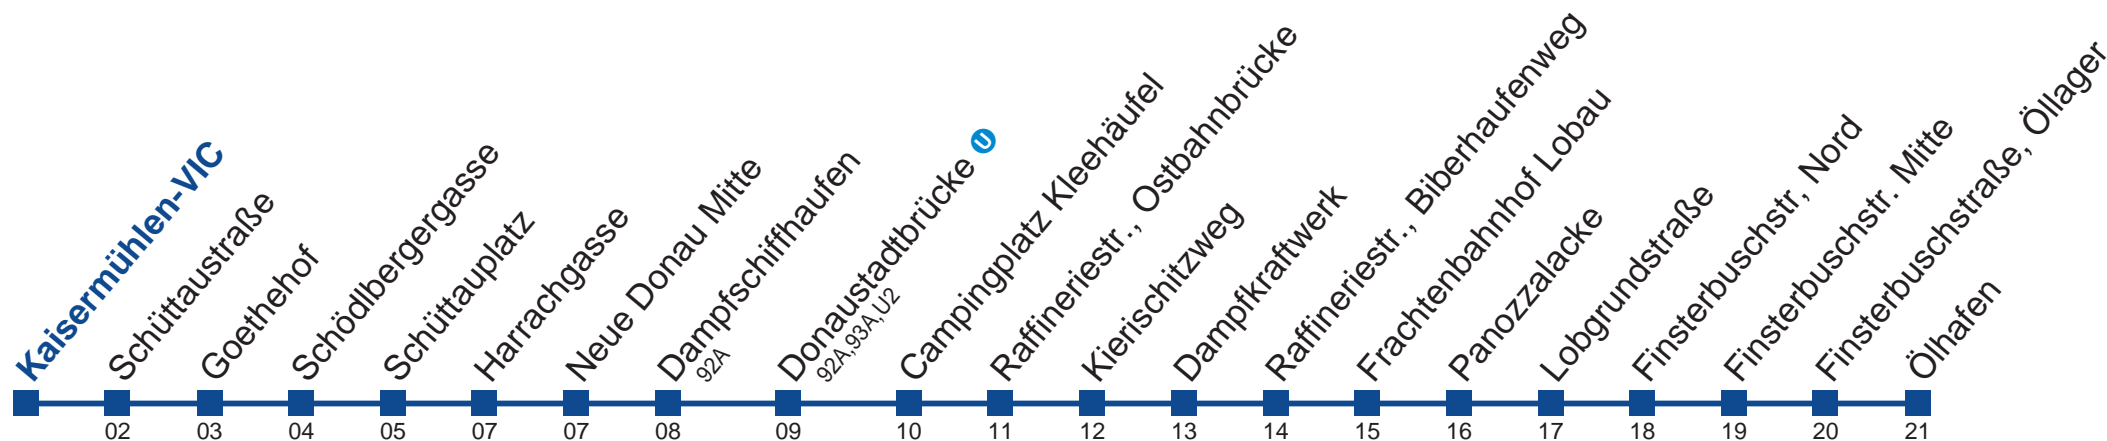 Kaisermühlen-VIC
Schüttaustraße
Goethehof
Schödlbergergasse
Schüttauplatz
Harrachgasse
Neue Donau Mitte
Dampfschiffhaufen
92A
Donaustadtbrücke U
92A,93A,U2
Campingplatz Kleehäufel
Raffineriestr., Ostbahnbrücke
Kierischitzweg
Dampfkraftwerk
Raffineriestr., Biberhaufenweg
Frachtenbahnhof Lobau
Panozzalacke
Lobgrundstraße
Finsterbuschstr, Nord
Finsterbuchstr. Mitte
Finsterbuschstraße, Öllager
Ölhafen
02 03 04 05 07 07 08 09 10 11 12 13 14 15 16 17 18 19 20 21